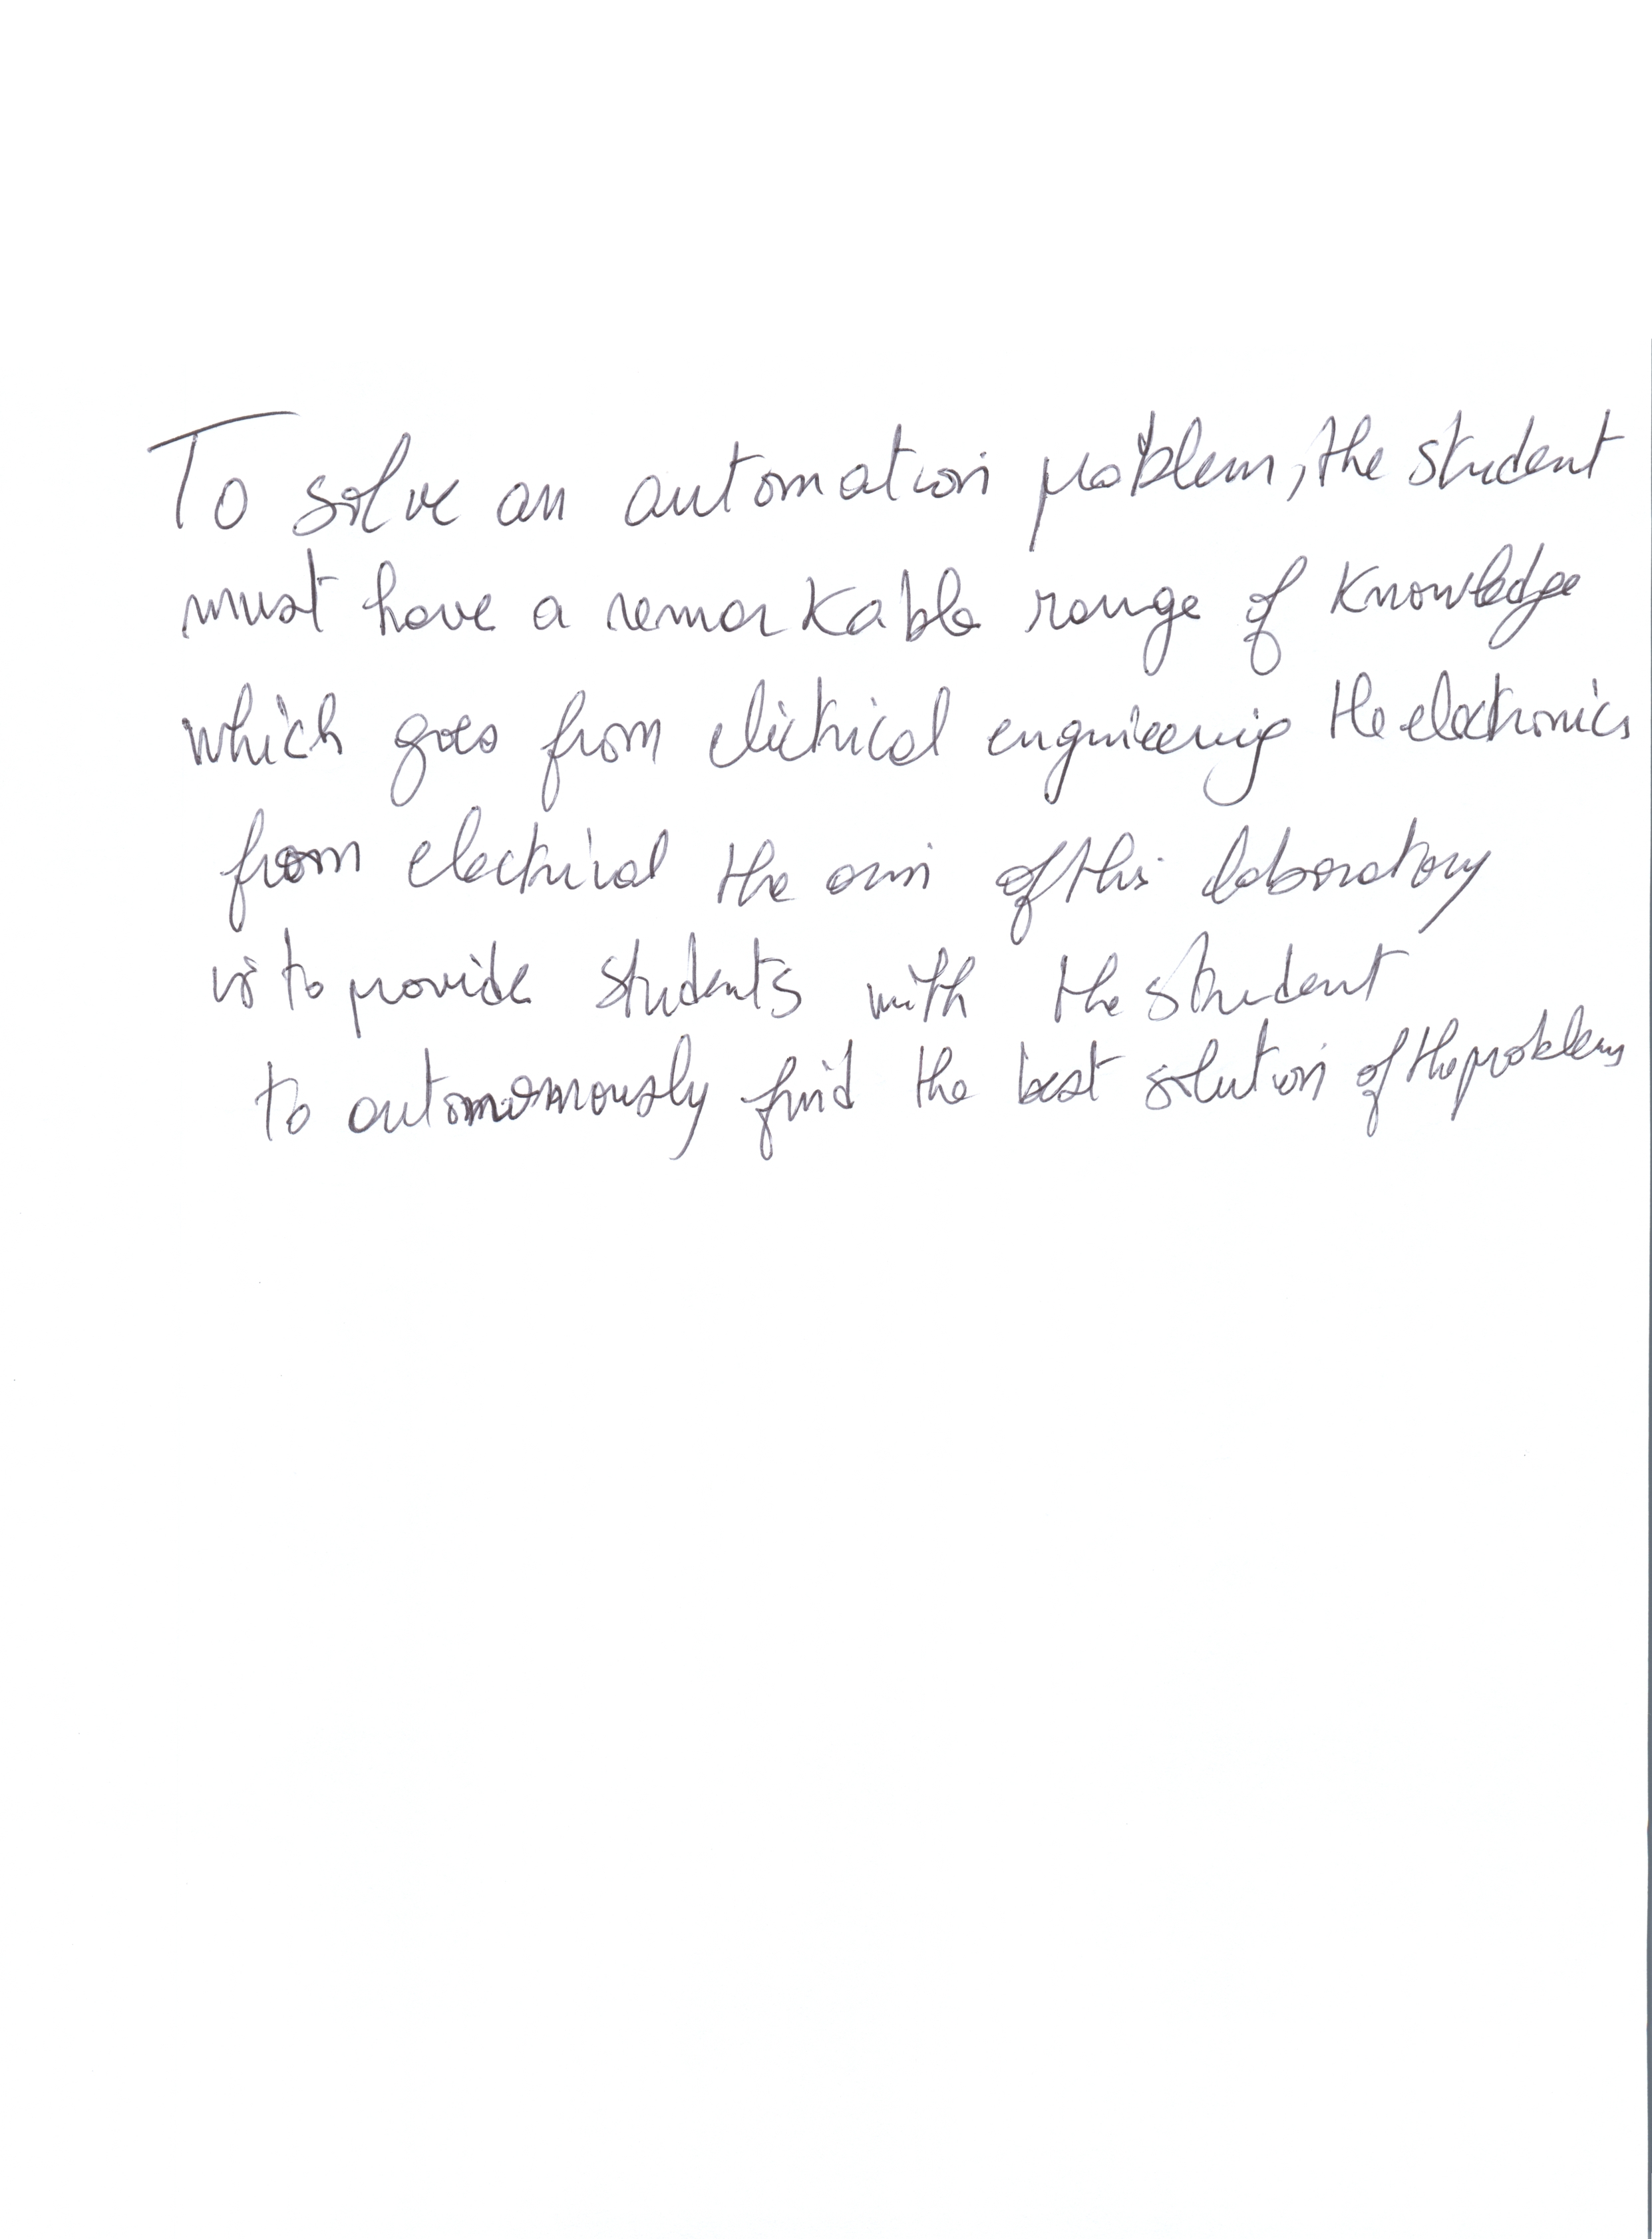 To solve an automation problem, the student
must have a remarkable range of knowledge
which goes from electrical engineering the electronics
from electrical the aim of this laboratory
is to provide students with the student
to autonomously find the best solution of the problems